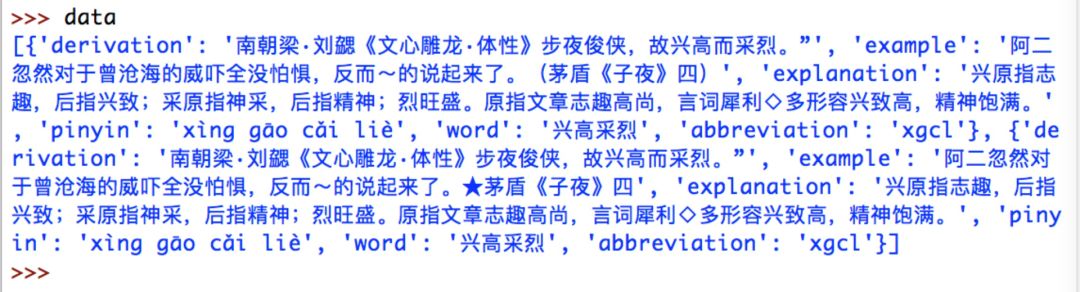 >>> data
[{'derivation': '南朝梁·刘勰《文心雕龙·体性》步夜俊侠，故兴高而采烈。”', 'example': '阿二
忽然对于曾沧海的威吓全没怕惧，反而～的说起来了。（茅盾《子夜》四）', 'explanation': '兴原指志
趣，后指兴致；采原指神采，后指精神；烈旺盛。原指文章志趣高尚，言词犀利◇多形容兴致高，精神饱满。'
, 'pinyin': 'xìng gāo cǎi liè', 'word': '兴高采烈', 'abbreviation': 'xgcl'}, {'de
rivation': '南朝梁·刘勰《文心雕龙·体性》步夜俊侠，故兴高而采烈。”', 'example': '阿二忽然对
于曾沧海的威吓全没怕惧，反而～的说起来了。★茅盾《子夜》四', 'explanation': '兴原指志趣，后指
兴致；采原指神采，后指精神；烈旺盛。原指文章志趣高尚，言词犀利◇多形容兴致高，精神饱满。', 'piny
in': 'xìng gāo cǎi liè', 'word': '兴高采烈', 'abbreviation': 'xgcl'}]
>>>